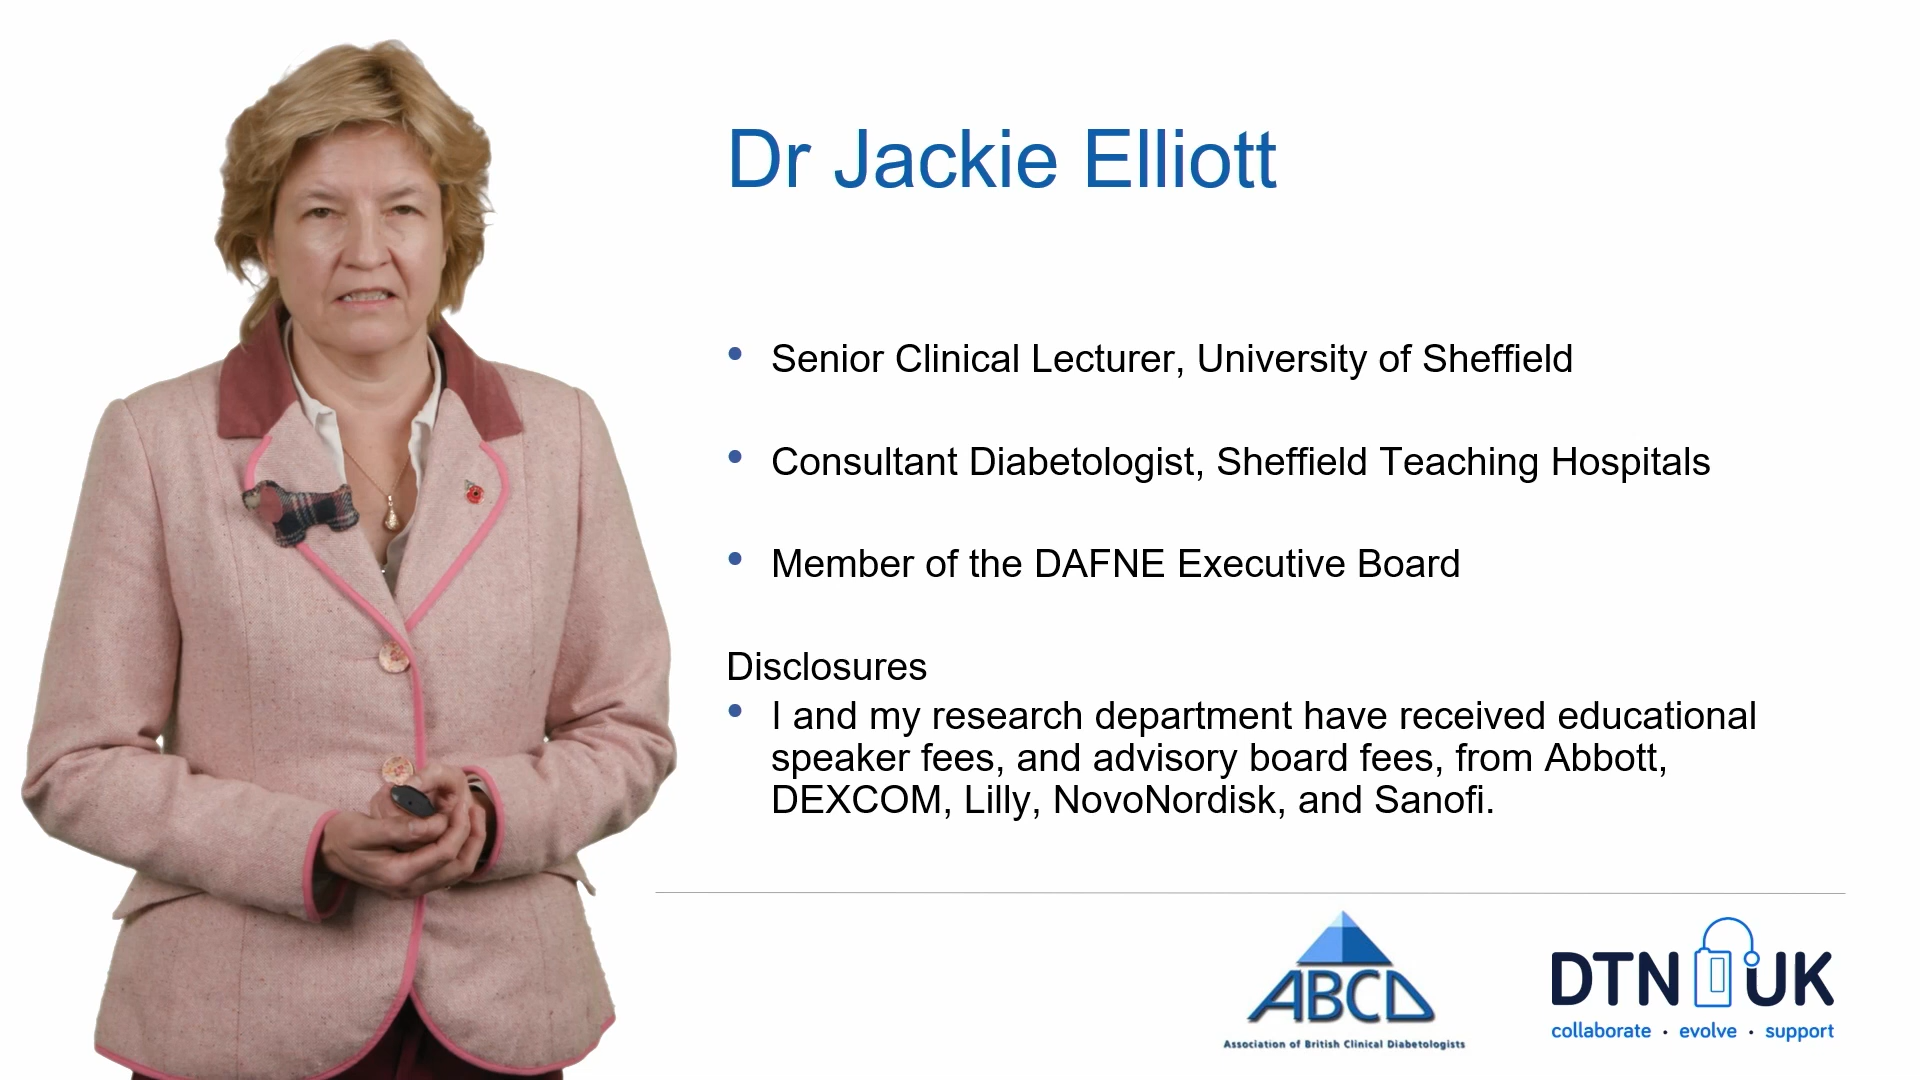 Dr Jackie Elliott
• Senior Clinical Lecturer, University of Sheffield
• Consultant Diabetologist, Sheffield Teaching Hospitals
• Member of the DAFNE Executive Board
Disclosures
• I and my research department have received educational
speaker fees, and advisory board fees, from Abbott,
DEXCOM, Lilly, NovoNordisk, and Sanofi.
ABCD
Association of British Clinical Diabetologists
DTN UK
collaborate • evolve • support